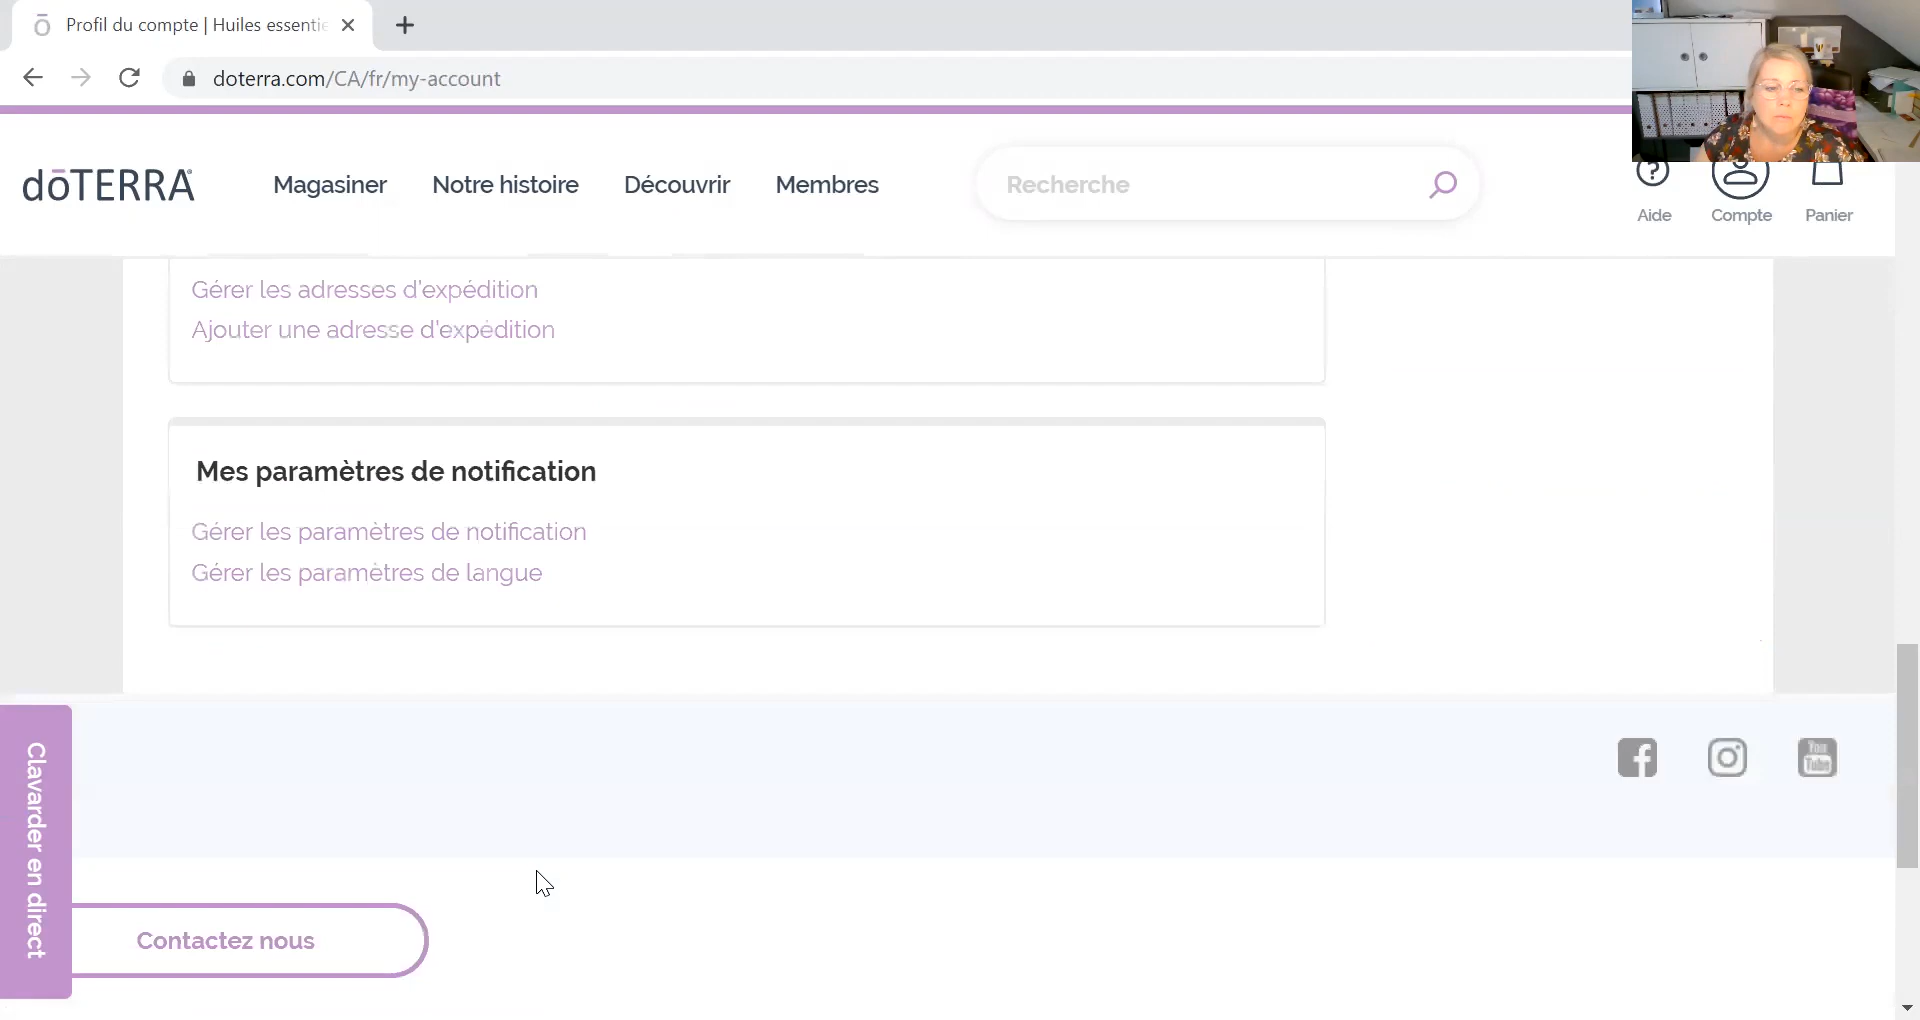 Profil du compte | Huiles essentie
doterra.com/CA/fr/my-account
dōTERRA
Magasiner
Notre histoire
Découvrir
Membres
Recherche
Aide
Compte
Panier
Gérer les adresses d'expédition
Ajouter une adresse d'expédition
Mes paramètres de notification
Gérer les paramètres de notification
Gérer les paramètres de langue
You
Tube
Clavarder en direct
Contactez nous